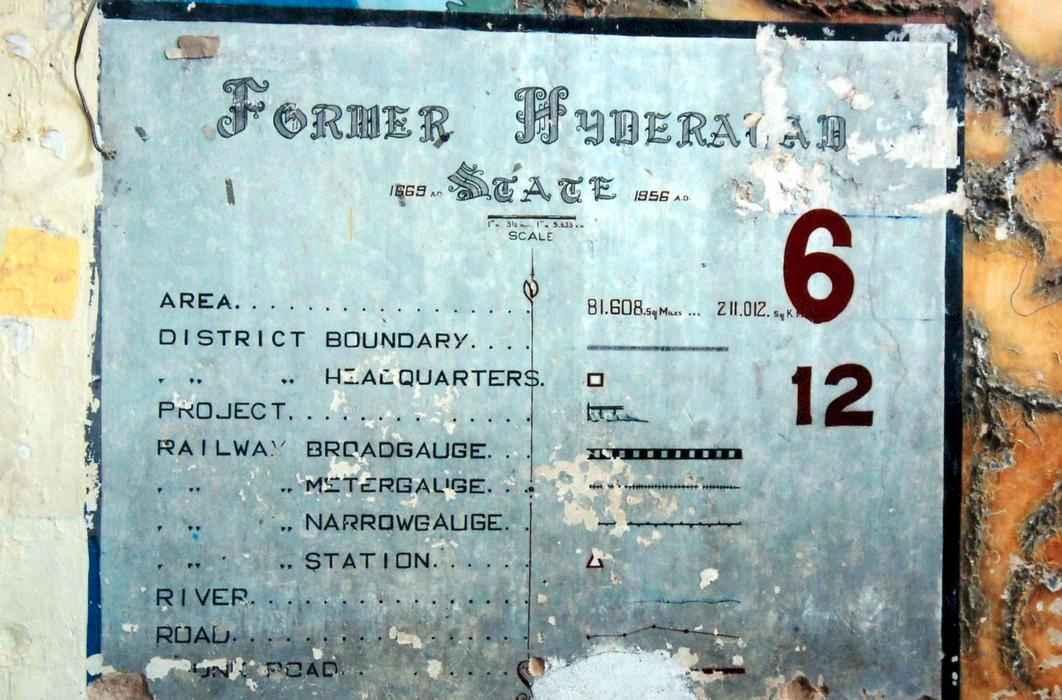 FORMER HYDERABAD
1669 A.D. STATE 1956 A.D.
SCALE
6
AREA.................. 81.608. Sq Miles ... 211.012. Sq K
DISTRICT BOUNDARY....
" " " HEADQUARTERS.
12
PROJECT...............
RAILWAY BROADGAUGE...
" " " METERGAUGE...
" " " NARROWGAUGE..
" " " STATION......
RIVER.................
ROAD..................
ROAD..........